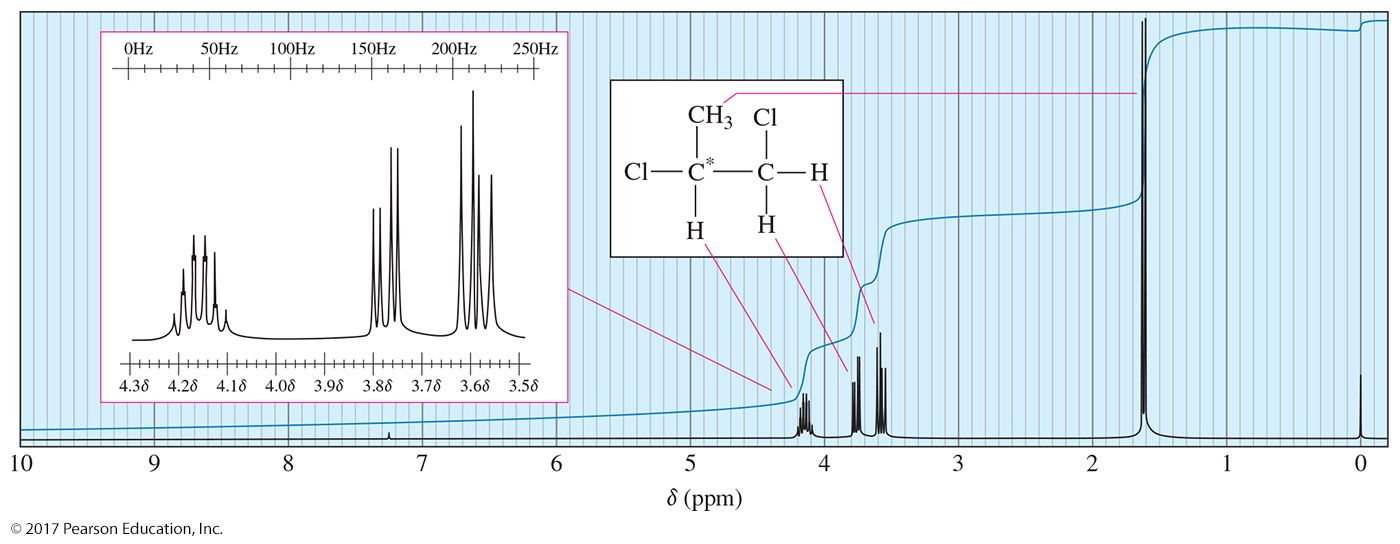 0Hz 50Hz 100Hz 150Hz 200Hz 250Hz
CH3 Cl
Cl C* C H
H H
4.3δ 4.2δ 4.1δ 4.0δ 3.9δ 3.8δ 3.7δ 3.6δ 3.5δ
10 9 8 7 6 5 4 3 2 1 0
δ (ppm)
© 2017 Pearson Education, Inc.